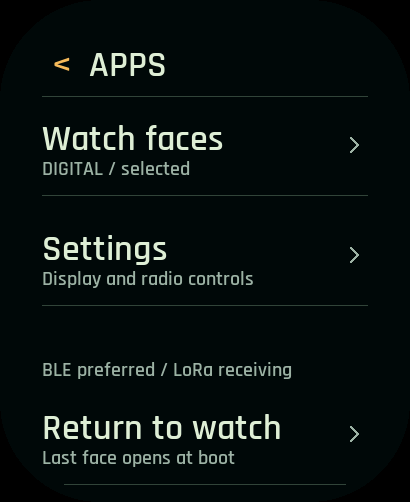 < APPS
Watch faces
DIGITAL / selected
Settings
Display and radio controls
BLE preferred / LoRa receiving
Return to watch
Last face opens at boot